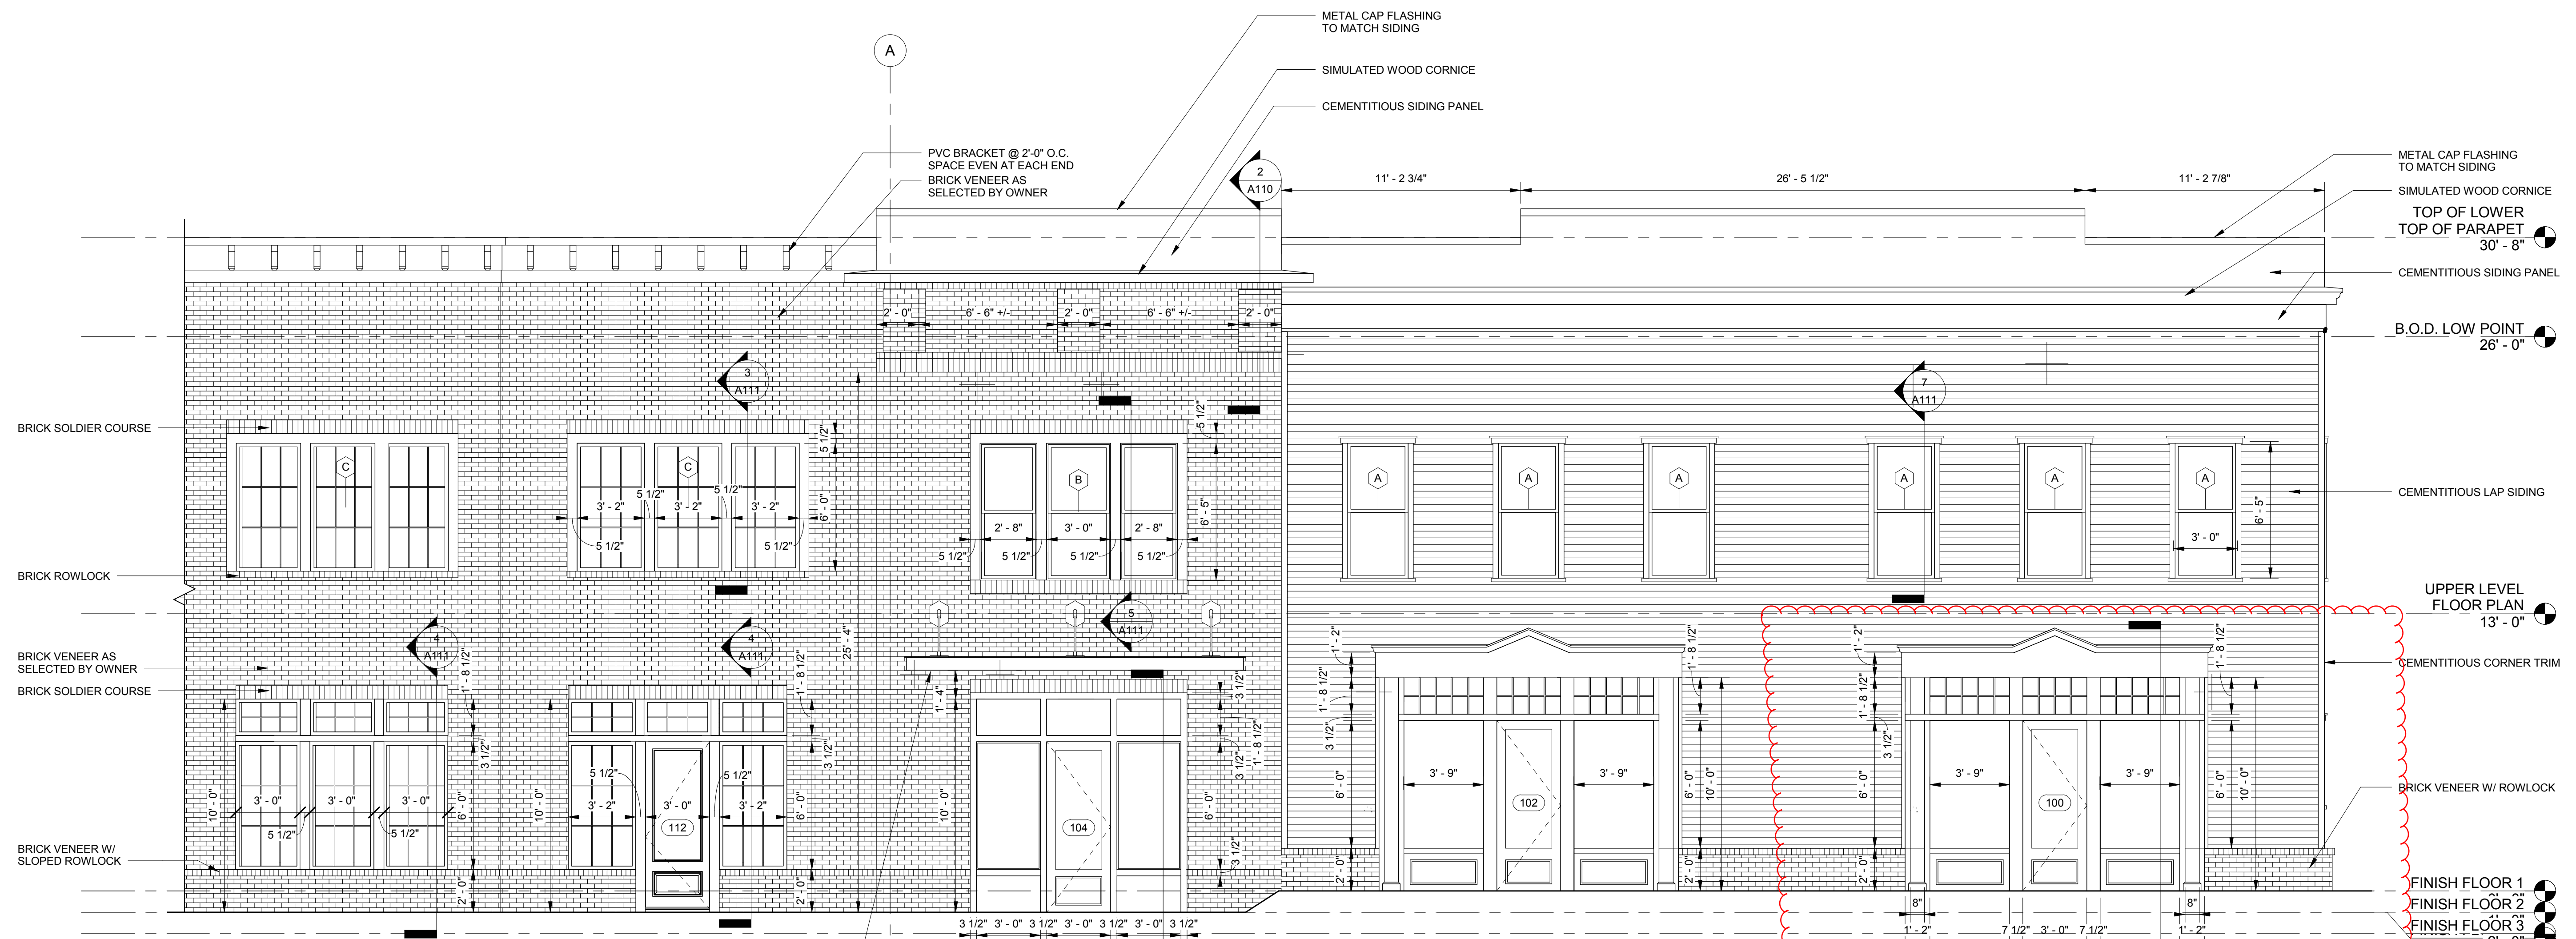 METAL CAP FLASHING
TO MATCH SIDING
A
SIMULATED WOOD CORNICE
CEMENTITIOUS SIDING PANEL
PVC BRACKET @ 2'-0" O.C.
SPACE EVEN AT EACH END
BRICK VENEER AS
SELECTED BY OWNER
2
A110
11' - 2 3/4"
26' - 5 1/2"
11' - 2 7/8"
METAL CAP FLASHING
TO MATCH SIDING
SIMULATED WOOD CORNICE
TOP OF LOWER
TOP OF PARAPET
30' - 8"
CEMENTITIOUS SIDING PANEL
2' - 0"
6' - 6" +/-
2' - 0"
6' - 6" +/-
2' - 0"
B.O.D. LOW POINT
26' - 0"
3
A111
7
A111
BRICK SOLDIER COURSE
5 1/2"
5 1/2"
C
C
B
A
A
A
A
A
A
5 1/2"
5 1/2"
3' - 2"
3' - 2"
3' - 2"
6' - 0"
5 1/2"
5 1/2"
2' - 8"
3' - 0"
2' - 8"
6' - 5"
5 1/2"
5 1/2"
5 1/2"
5 1/2"
CEMENTITIOUS LAP SIDING
6' - 5"
3' - 0"
BRICK ROWLOCK
UPPER LEVEL
FLOOR PLAN
13' - 0"
5
A111
4
A111
4
A111
25' - 4"
BRICK VENEER AS
SELECTED BY OWNER
BRICK SOLDIER COURSE
1' - 8 1/2"
1' - 8 1/2"
1' - 4"
3 1/2"
1' - 2"
1' - 8 1/2"
1' - 8 1/2"
1' - 2"
1' - 8 1/2"
1' - 8 1/2"
CEMENTITIOUS CORNER TRIM
3 1/2"
3 1/2"
1' - 8 1/2"
3 1/2"
3 1/2"
3 1/2"
10' - 0"
3' - 0"
3' - 0"
3' - 0"
5 1/2"
5 1/2"
6' - 0"
10' - 0"
5 1/2"
5 1/2"
3' - 2"
3' - 0"
3' - 2"
112
6' - 0"
10' - 0"
104
6' - 0"
3 1/2"
6' - 0"
3' - 9"
3' - 9"
102
6' - 0"
10' - 0"
6' - 0"
3' - 9"
3' - 9"
100
6' - 0"
10' - 0"
BRICK VENEER W/ ROWLOCK
BRICK VENEER W/
SLOPED ROWLOCK
2' - 0"
2' - 0"
2' - 0"
2' - 0"
2' - 0"
2' - 0"
FINISH FLOOR 1
FINISH FLOOR 2
FINISH FLOOR 3
8"
8"
3 1/2"
3' - 0"
3 1/2"
3' - 0"
3 1/2"
3' - 0"
3 1/2"
1' - 2"
7 1/2"
3' - 0"
7 1/2"
1' - 2"